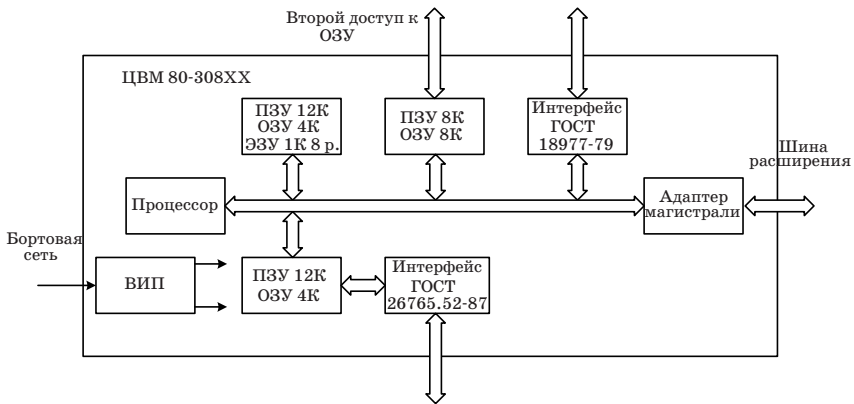 Второй доступ к
ОЗУ
ЦВМ 80-308ХХ
ПЗУ 12К
ОЗУ 4К
ЭЗУ 1К 8 р.
ПЗУ 8К
ОЗУ 8К
Интерфейс
ГОСТ
18977-79
Шина
расширения
Процессор
Адаптер
магистрали
Бортовая
сеть
ВИП
ПЗУ 12К
ОЗУ 4К
Интерфейс
ГОСТ
26765.52-87